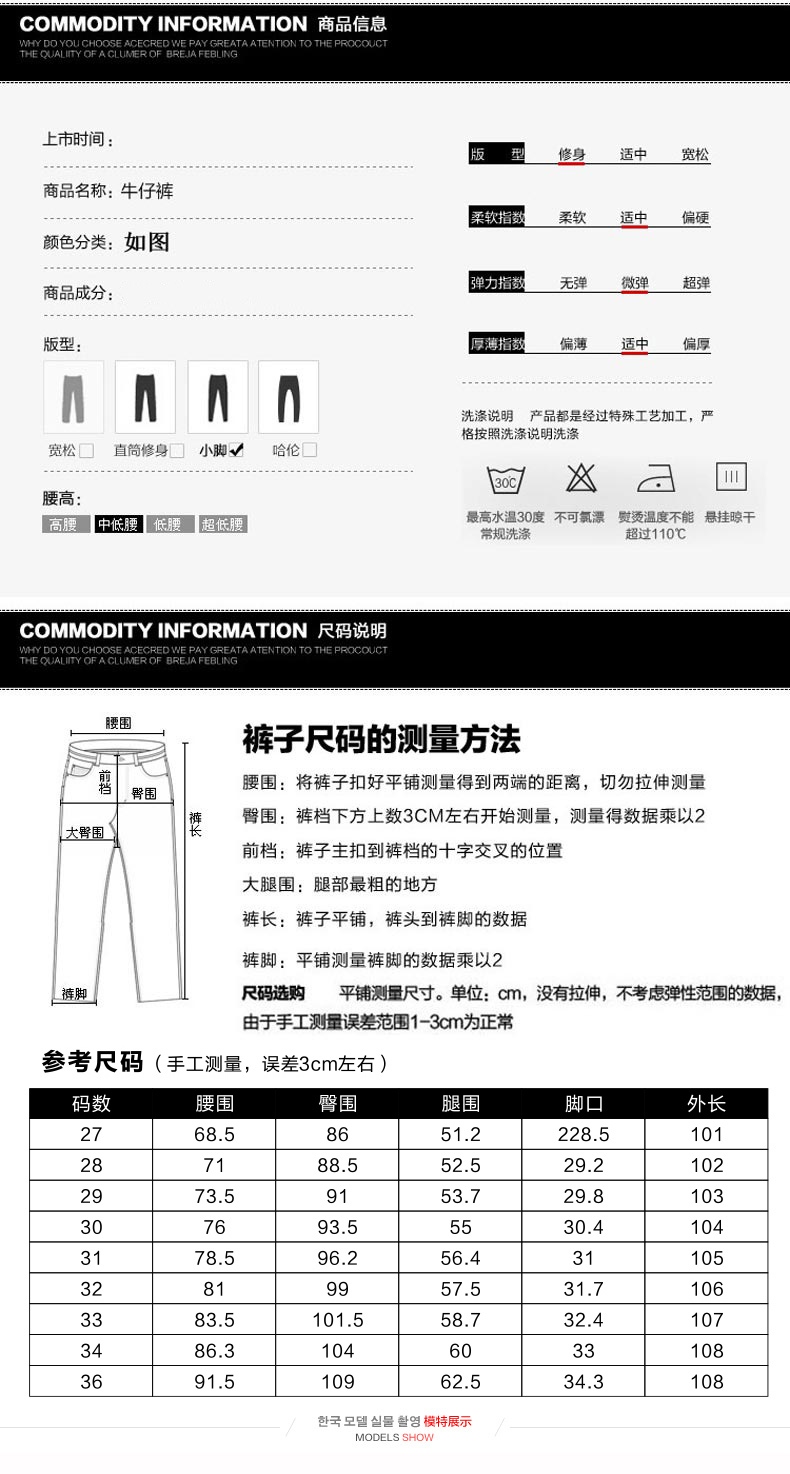 COMMODITY INFORMATION 商品信息
WHY DO YOU CHOOSE ACECRED WE PAY GREATA ATENTION TO THE PROCOUCT
THE QUALIITY OF A CLUMER OF BREJA FEBLING
上市时间：
商品名称：牛仔裤
颜色分类：如图
商品成分：
版型：
宽松 直筒修身 小脚 哈伦
腰高：
高腰 中低腰 低腰 超低腰
版 型 修身 适中 宽松
柔软指数 柔软 适中 偏硬
弹力指数 无弹 微弹 超弹
厚薄指数 偏薄 适中 偏厚
洗涤说明 产品都是经过特殊工艺加工，严
格按照洗涤说明洗涤
30℃
最高水温30度 不可氯漂 熨烫温度不能 悬挂晾干
常规洗涤 超过110℃
COMMODITY INFORMATION 尺码说明
WHY DO YOU CHOOSE ACECRED WE PAY GREATA ATENTION TO THE PROCOUCT
THE QUALIITY OF A CLUMER OF BREJA FEBLING
腰围
前档
臀围
大臀围
裤长
裤脚
裤子尺码的测量方法
腰围：将裤子扣好平铺测量得到两端的距离，切勿拉伸测量
臀围：裤档下方上数3CM左右开始测量，测量得数据乘以2
前档：裤子主扣到裤档的十字交叉的位置
大腿围：腿部最粗的地方
裤长：裤子平铺，裤头到裤脚的数据
裤脚：平铺测量裤脚的数据乘以2
尺码选购 平铺测量尺寸。单位：cm，没有拉伸，不考虑弹性范围的数据，
由于手工测量误差范围1-3cm为正常
参考尺码（手工测量，误差3cm左右）
码数 腰围 臀围 腿围 脚口 外长
27 68.5 86 51.2 228.5 101
28 71 88.5 52.5 29.2 102
29 73.5 91 53.7 29.8 103
30 76 93.5 55 30.4 104
31 78.5 96.2 56.4 31 105
32 81 99 57.5 31.7 106
33 83.5 101.5 58.7 32.4 107
34 86.3 104 60 33 108
36 91.5 109 62.5 34.3 108
한국 모델 실물 촬영 模特展示
MODELS SHOW